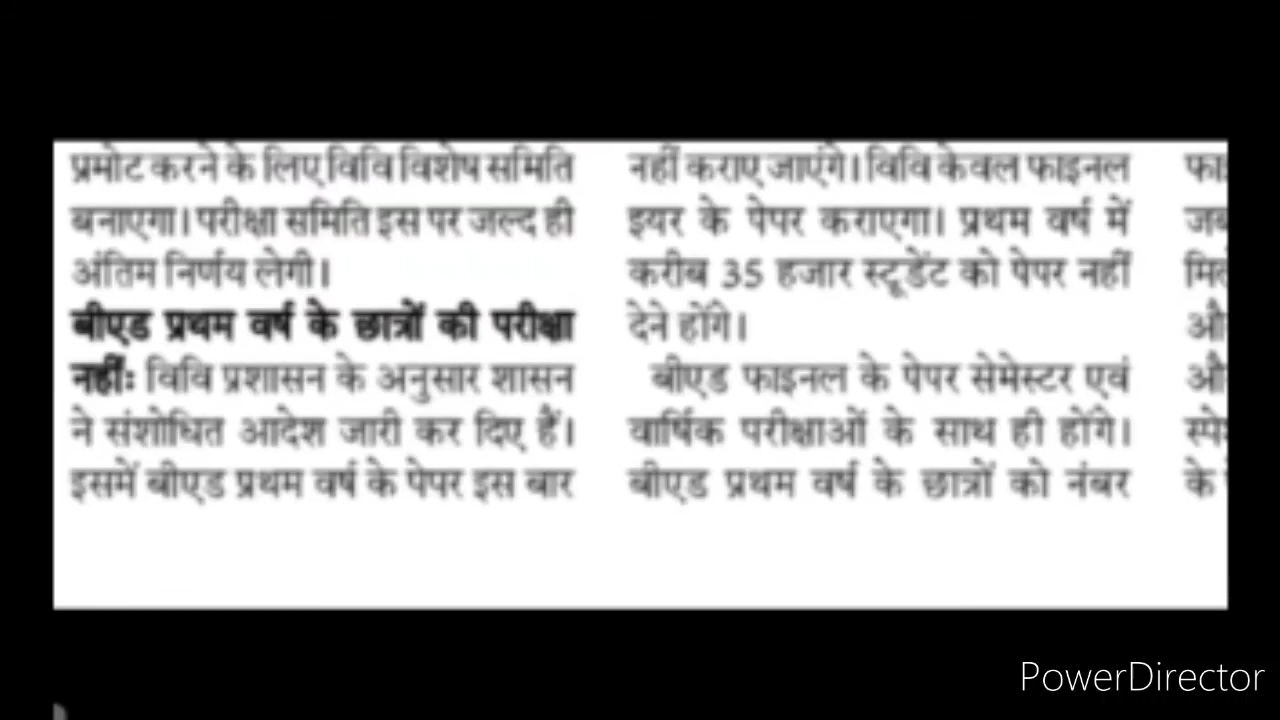 प्रमोट करने के लिए विवि विशेष समिति
बनाएगा। परीक्षा समिति इस पर जल्द ही
अंतिम निर्णय लेगी।
बीएड प्रथम वर्ष के छात्रों की परीक्षा
नहीं: विवि प्रशासन के अनुसार शासन
ने संशोधित आदेश जारी कर दिए हैं।
इसमें बीएड प्रथम वर्ष के पेपर इस बार
नहीं कराए जाएंगे। विवि केवल फाइनल
इयर के पेपर कराएगा। प्रथम वर्ष में
करीब 35 हजार स्टूडेंट को पेपर नहीं
देने होंगे।
बीएड फाइनल के पेपर सेमेस्टर एवं
वार्षिक परीक्षाओं के साथ ही होंगे।
बीएड प्रथम वर्ष के छात्रों को नंबर
के
PowerDirector